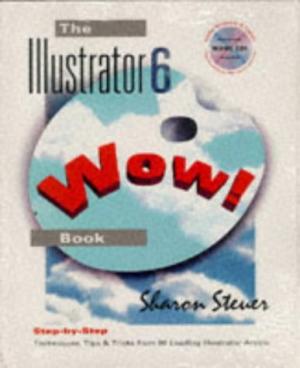 The
Illustrator 6
Wow!
Book
Sharon Steuer
Step-by-Step
Techniques, Tips & Tricks from 80 Leading Illustrator Artists